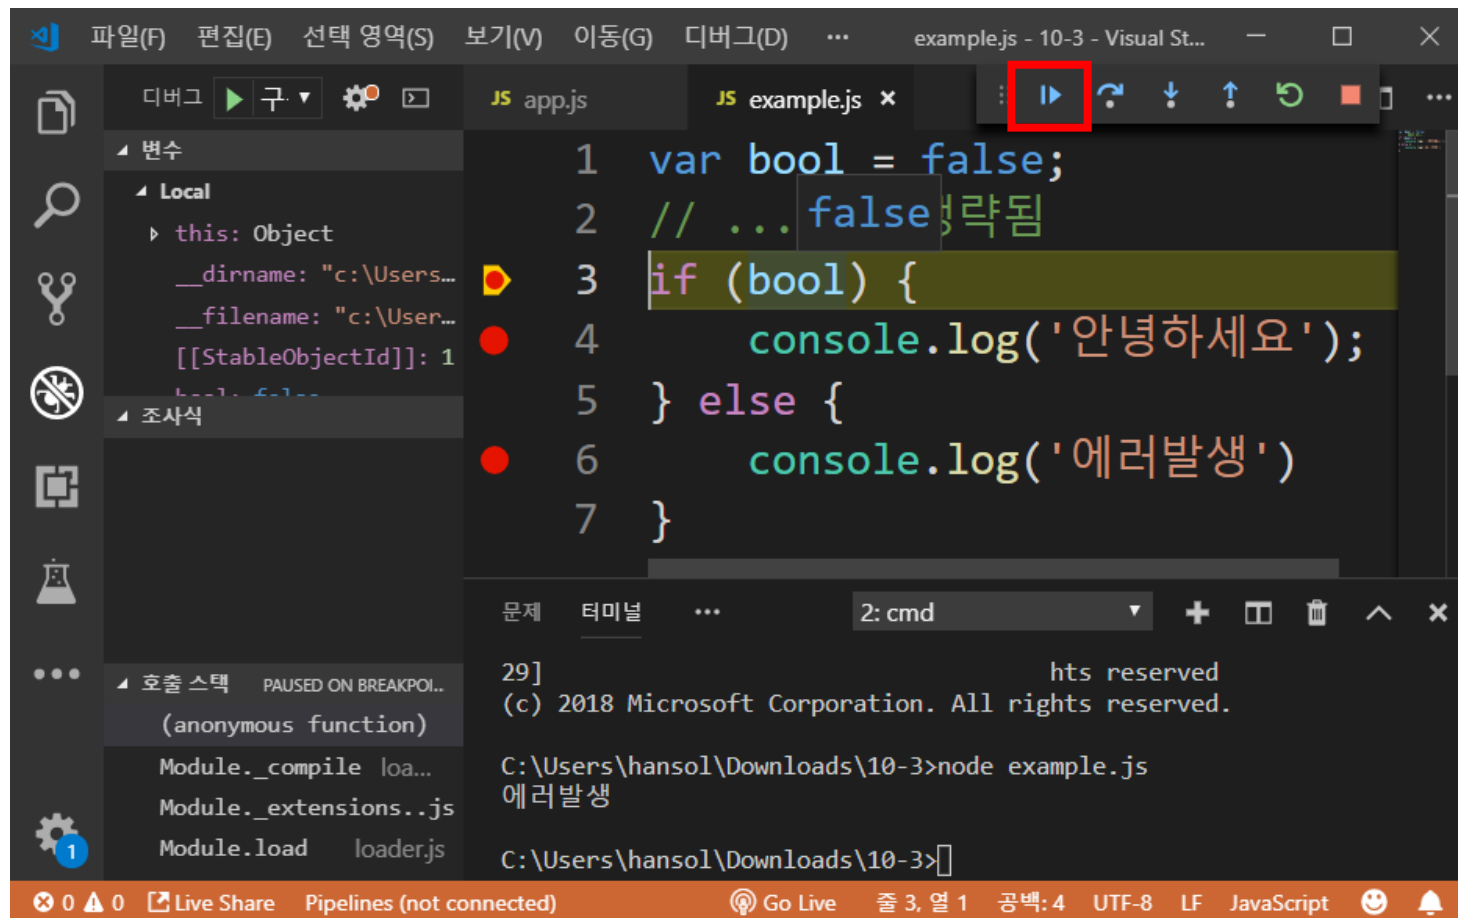 파일(F) 편집(E) 선택 영역(S) 보기(V) 이동(G) 디버그(D) ··· example.js - 10-3 - Visual St...
디버그 구·
JS app.js JS example.js
변수
Local
this: Object
__dirname: "c:\Users…
__filename: "c:\User…
[[StableObjectId]]: 1
bool: false
조사식
호출 스택 PAUSED ON BREAKPOI...
(anonymous function)
Module._compile loa...
Module._extensions..js
Module.load loader.js
1 var bool = false;
2 // ... false 략됨
3 if (bool) {
4 console.log('안녕하세요');
5 } else {
6 console.log('에러발생')
7 }
문제 터미널 ··· 2: cmd
29] hts reserved
(c) 2018 Microsoft Corporation. All rights reserved.
C:\Users\hansol\Downloads\10-3>node example.js
에러발생
C:\Users\hansol\Downloads\10-3>
1
0 0 Live Share Pipelines (not connected) Go Live 줄 3, 열 1 공백: 4 UTF-8 LF JavaScript